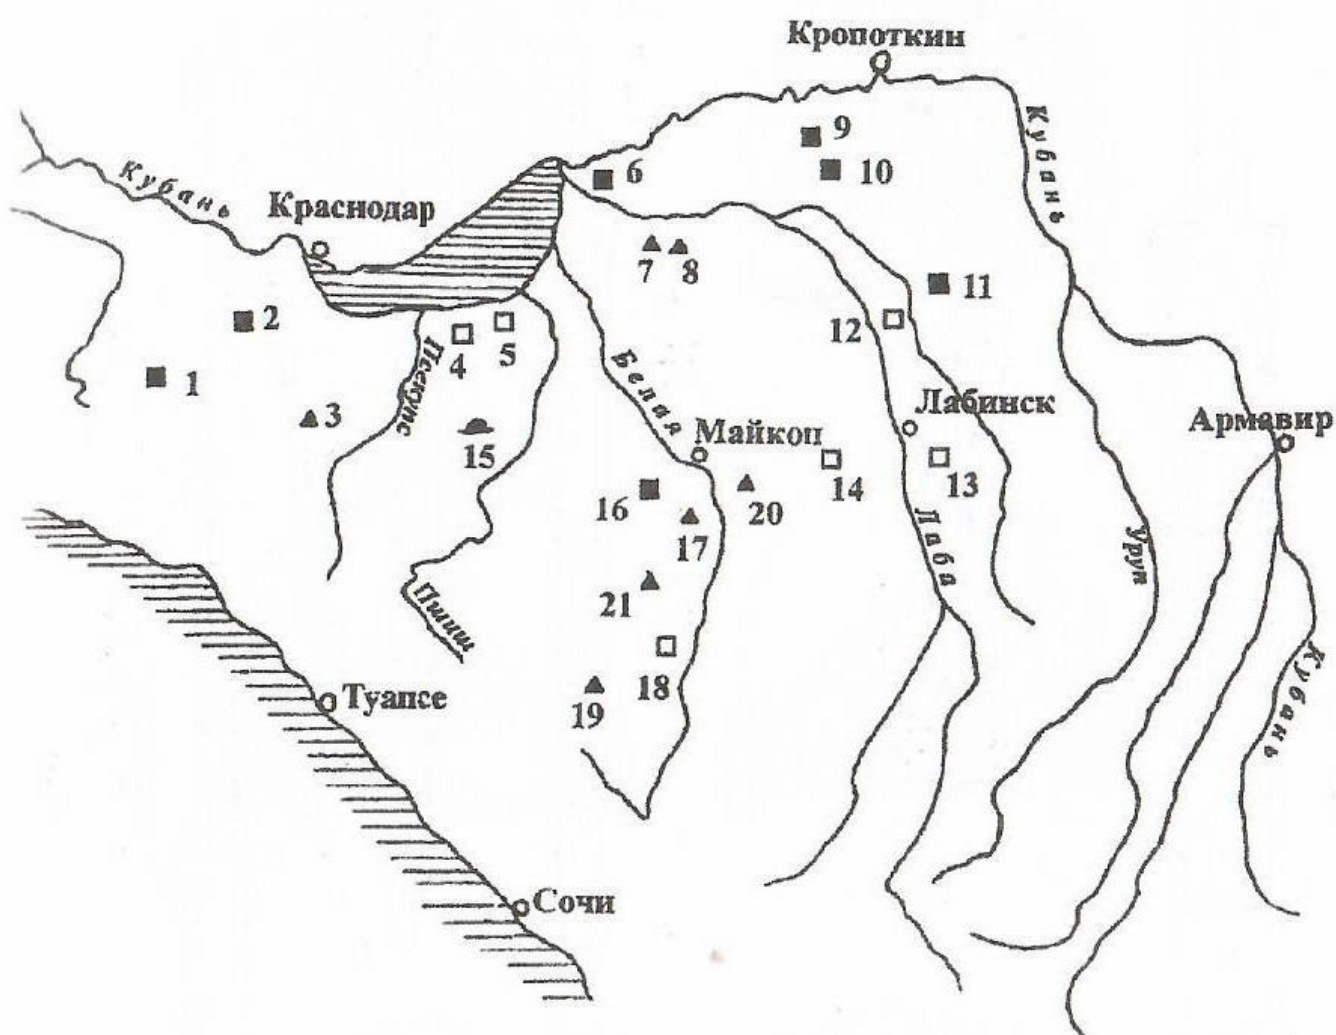 Кропоткин
Кубань
Кубань
Краснодар
6
9
10
7
8
11
2
12
1
4
5
Псекупс
3
Белая
Лабинск
Армавир
Майкоп
15
16
20
14
13
17
Лаба
Уруп
21
Пшиш
18
19
Туапсе
Кубань
Сочи